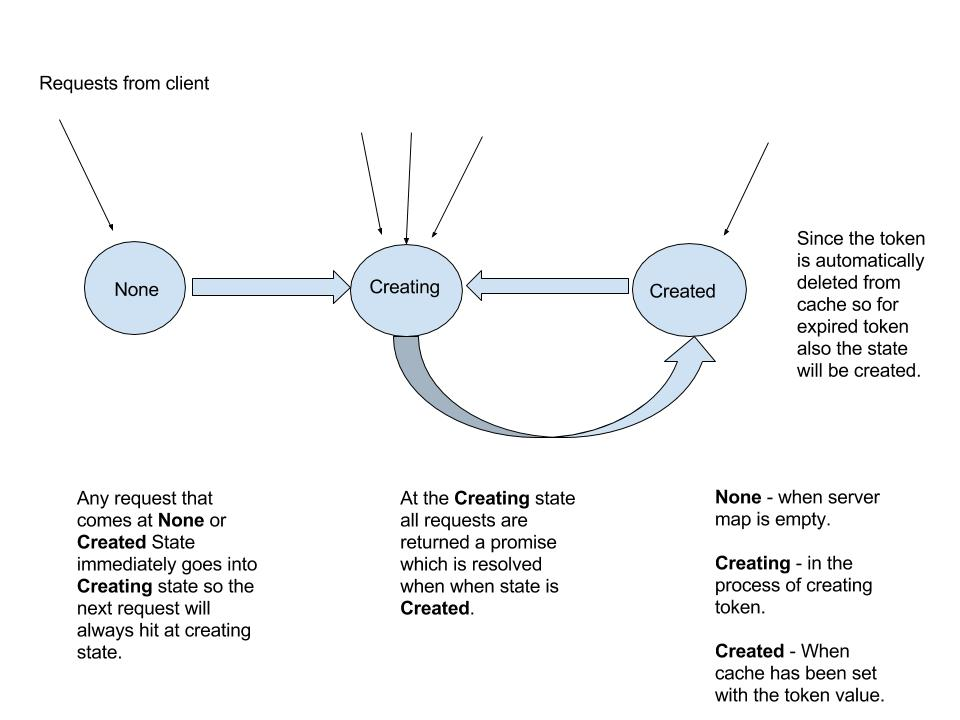 Requests from client
None
Creating
Created
Since the token
is automatically
deleted from
cache so for
expired token
also the state
will be created.
Any request that
comes at None or
Created State
immediately goes into
Creating state so the
next request will
always hit at creating
state.
At the Creating state
all requests are
returned a promise
which is resolved
when when state is
Created.
None - when server
map is empty.
Creating - in the
process of creating
token.
Created - When
cache has been set
with the token value.